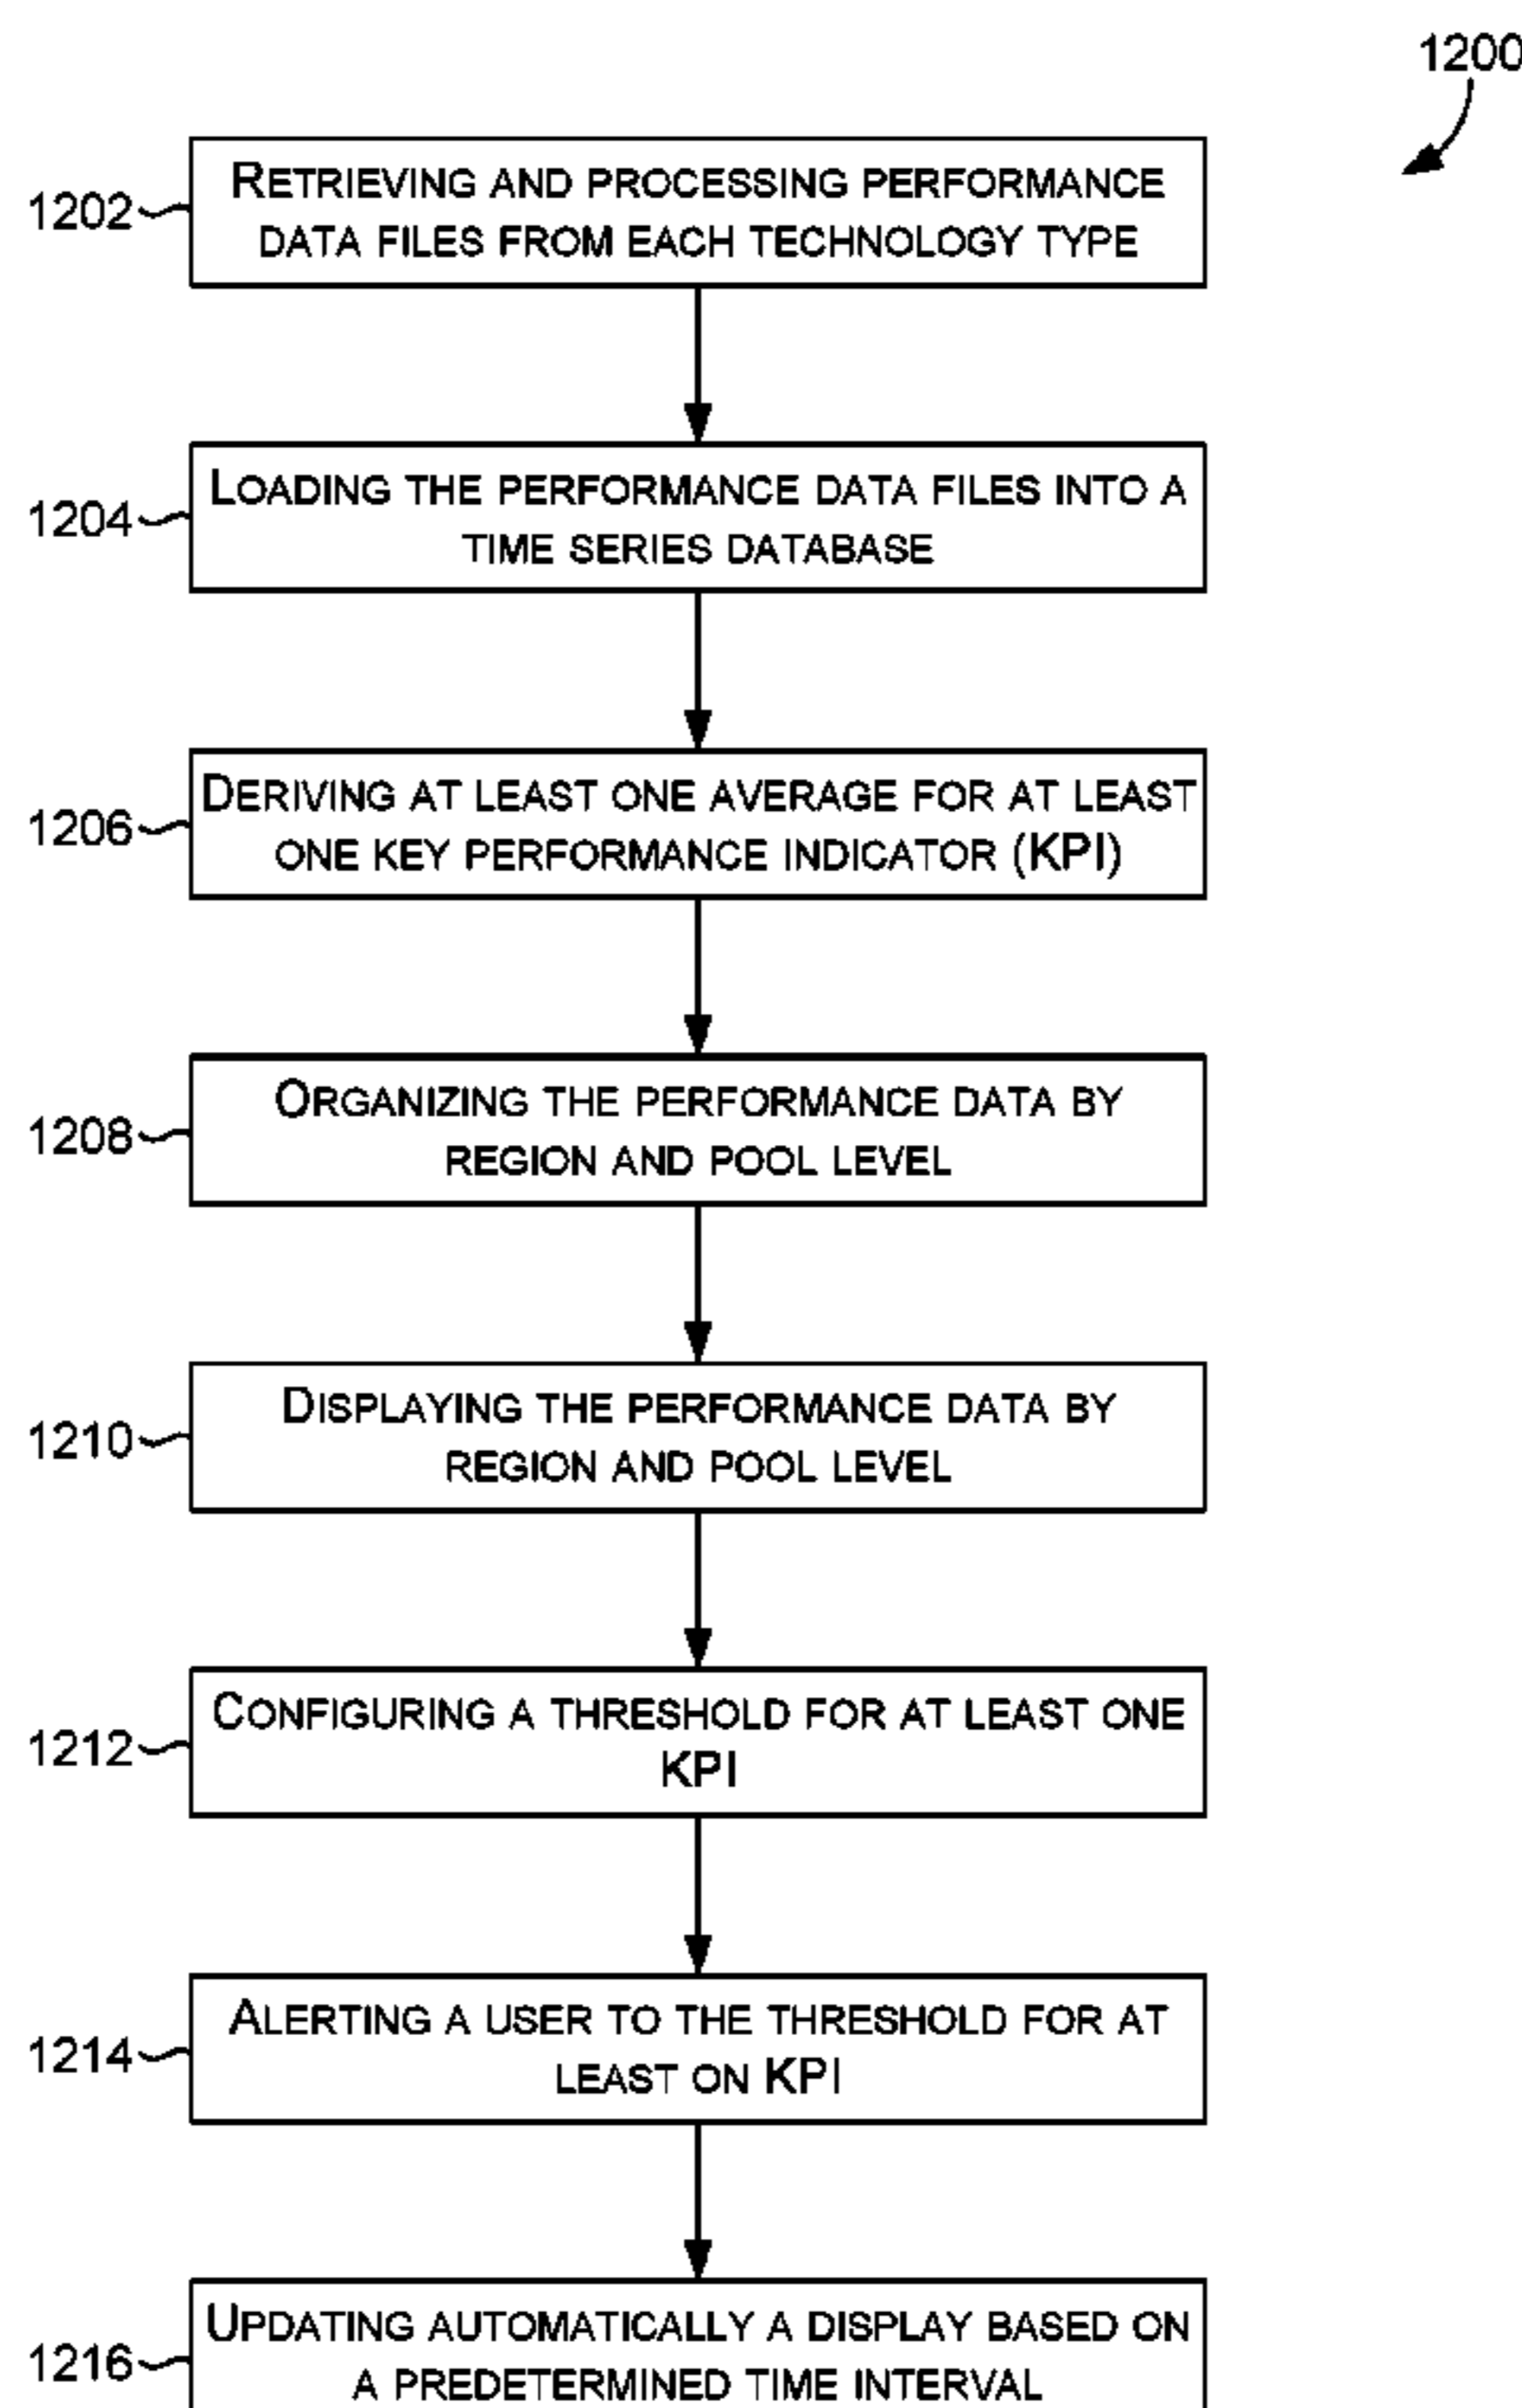 1200
1202
RETRIEVING AND PROCESSING PERFORMANCE
DATA FILES FROM EACH TECHNOLOGY TYPE
1204
LOADING THE PERFORMANCE DATA FILES INTO A
TIME SERIES DATABASE
1206
DERIVING AT LEAST ONE AVERAGE FOR AT LEAST
ONE KEY PERFORMANCE INDICATOR (KPI)
1208
ORGANIZING THE PERFORMANCE DATA BY
REGION AND POOL LEVEL
1210
DISPLAYING THE PERFORMANCE DATA BY
REGION AND POOL LEVEL
1212
CONFIGURING A THRESHOLD FOR AT LEAST ONE
KPI
1214
ALERTING A USER TO THE THRESHOLD FOR AT
LEAST ON KPI
1216
UPDATING AUTOMATICALLY A DISPLAY BASED ON
A PREDETERMINED TIME INTERVAL